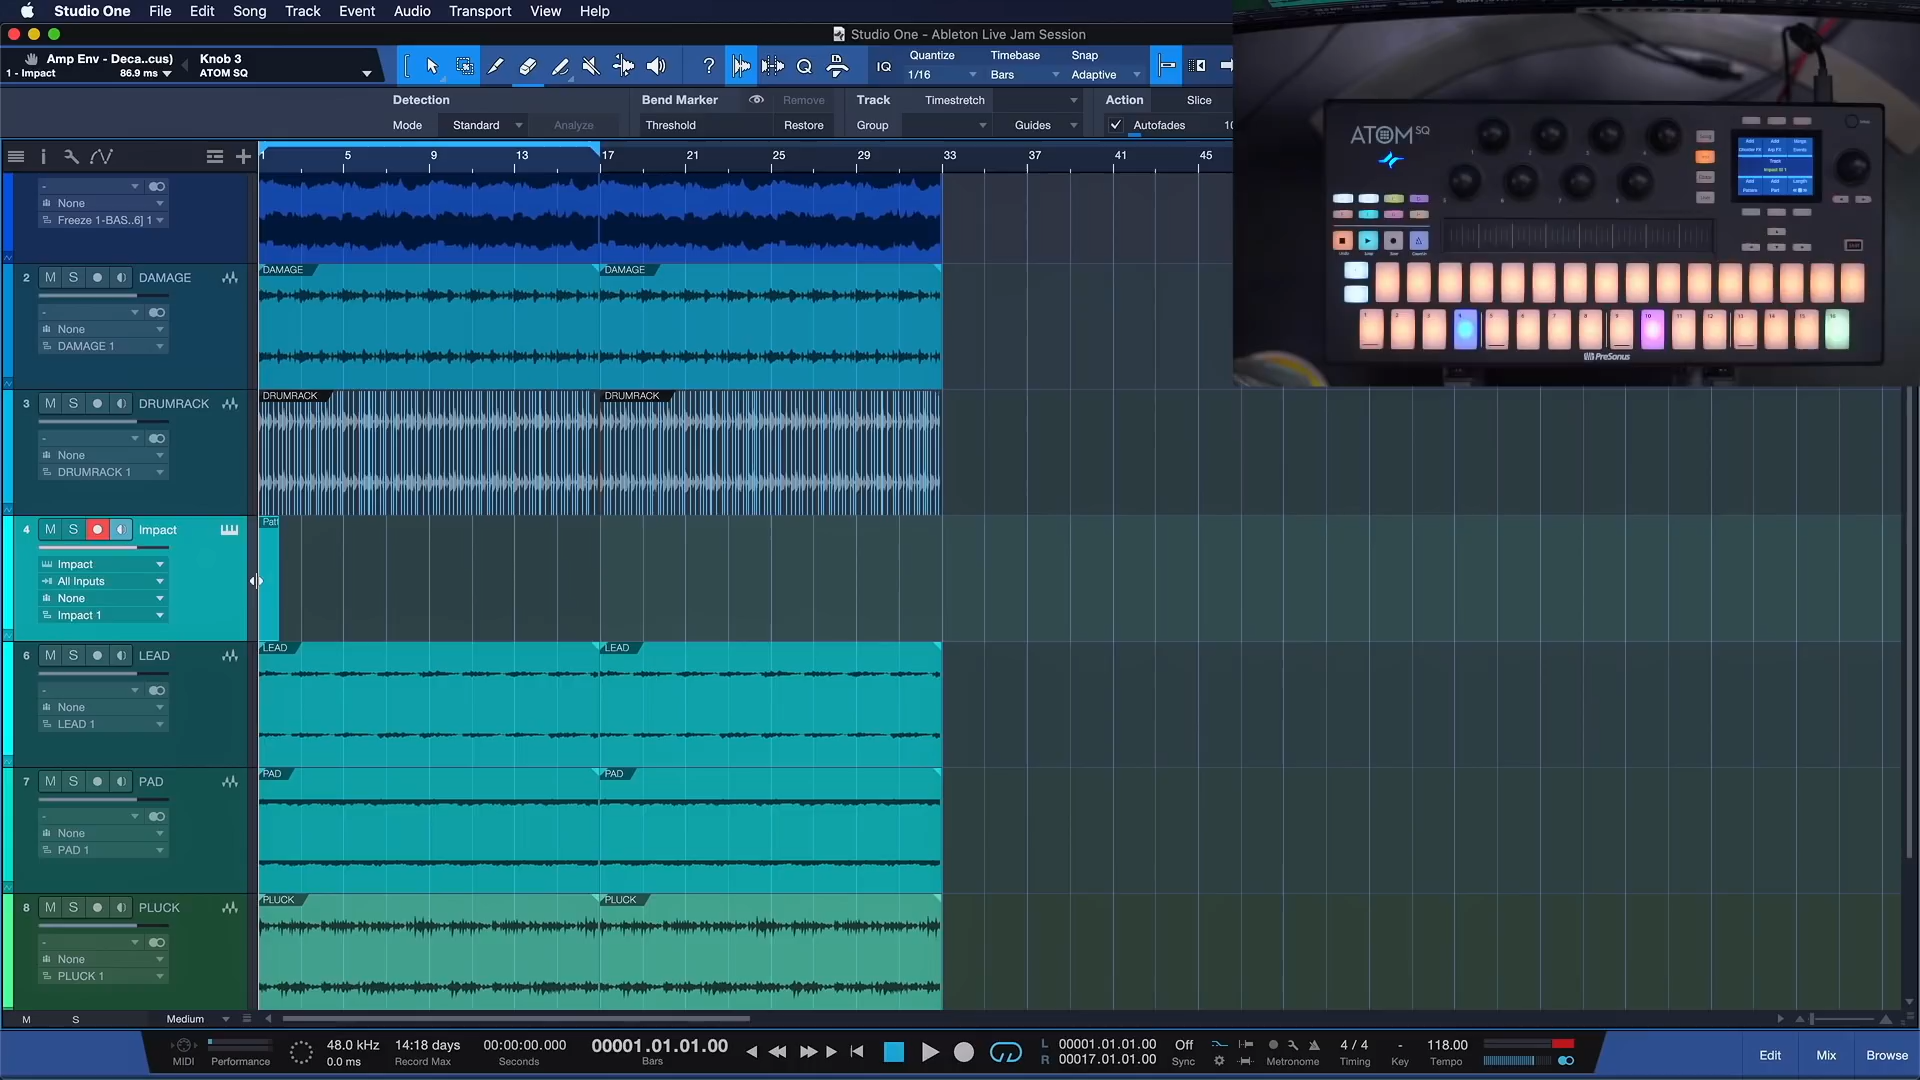 Studio One File Edit Song Track Event Audio Transport View Help
Studio One - Ableton Live Jam Session
Amp Env - Deca..cus) Knob 3
1 - Impact 86.9 ms ATOM SQ
IQ Quantize Timebase Snap
1/16 Bars Adaptive
Detection Bend Marker Remove Track Timestretch Action Slice
Mode Standard Analyze Threshold Restore Group Guides Autofades 10
1 5 9 13 17 21 25 29 33 37 41 45
-
None
Freeze 1-BAS..6] 1
2 M S DAMAGE
-
None
DAMAGE 1
DAMAGE DAMAGE
3 M S DRUMRACK
-
None
DRUMRACK 1
DRUMRACK DRUMRACK
4 M S Impact
Impact
All Inputs
None
Impact 1
Patt
6 M S LEAD
-
None
LEAD 1
LEAD LEAD
7 M S PAD
-
None
PAD 1
PAD PAD
8 M S PLUCK
-
None
PLUCK 1
PLUCK PLUCK
M S Medium
MIDI Performance
48.0 kHz
0.0 ms
14:18 days
Record Max
00:00:00.000
Seconds
00001.01.01.00
Bars
L 00001.01.01.00
R 00017.01.01.00
Off
Sync
Metronome
4 / 4
Timing
-
Key
118.00
Tempo
Edit Mix Browse
ATOM SQ
PreSonus